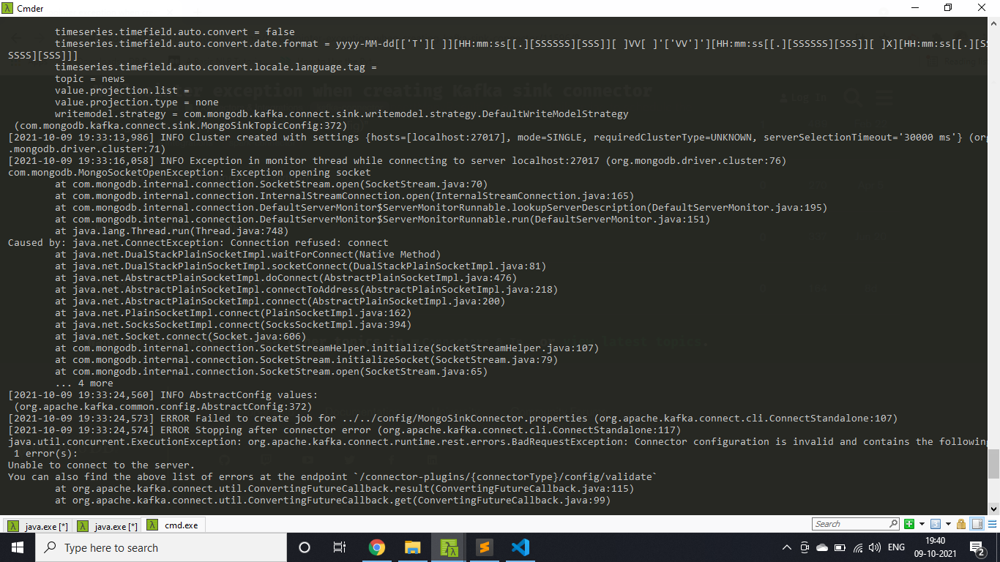 Cmder
timeseries.timefield.auto.convert = false
timeseries.timefield.auto.convert.date.format = yyyy-MM-dd[['T'][ ]][HH:mm:ss[[.][SSSSSS][SSS]][ ]VV[ ]'['VV']'][HH:mm:ss[[.][SSSSSS][SSS]][ ]X][HH:mm:ss[[.][SS
SSSS][SSS]]]
timeseries.timefield.auto.convert.locale.language.tag =
topic = news
value.projection.list =
value.projection.type = none
writemodel.strategy = com.mongodb.kafka.connect.sink.writemodel.strategy.DefaultWriteModelStrategy
(com.mongodb.kafka.connect.sink.MongoSinkTopicConfig:372)
[2021-10-09 19:33:13,986] INFO Cluster created with settings {hosts=[localhost:27017], mode=SINGLE, requiredClusterType=UNKNOWN, serverSelectionTimeout='30000 ms'} (org
.mongodb.driver.cluster:71)
[2021-10-09 19:33:16,058] INFO Exception in monitor thread while connecting to server localhost:27017 (org.mongodb.driver.cluster:76)
com.mongodb.MongoSocketOpenException: Exception opening socket
at com.mongodb.internal.connection.SocketStream.open(SocketStream.java:70)
at com.mongodb.internal.connection.InternalStreamConnection.open(InternalStreamConnection.java:165)
at com.mongodb.internal.connection.DefaultServerMonitor$ServerMonitorRunnable.lookupServerDescription(DefaultServerMonitor.java:195)
at com.mongodb.internal.connection.DefaultServerMonitor$ServerMonitorRunnable.run(DefaultServerMonitor.java:151)
at java.lang.Thread.run(Thread.java:748)
Caused by: java.net.ConnectException: Connection refused: connect
at java.net.DualStackPlainSocketImpl.waitForConnect(Native Method)
at java.net.DualStackPlainSocketImpl.socketConnect(DualStackPlainSocketImpl.java:81)
at java.net.AbstractPlainSocketImpl.doConnect(AbstractPlainSocketImpl.java:476)
at java.net.AbstractPlainSocketImpl.connectToAddress(AbstractPlainSocketImpl.java:218)
at java.net.AbstractPlainSocketImpl.connect(AbstractPlainSocketImpl.java:200)
at java.net.PlainSocketImpl.connect(PlainSocketImpl.java:162)
at java.net.SocksSocketImpl.connect(SocksSocketImpl.java:394)
at java.net.Socket.connect(Socket.java:606)
at com.mongodb.internal.connection.SocketStreamHelper.initialize(SocketStreamHelper.java:107)
at com.mongodb.internal.connection.SocketStream.initializeSocket(SocketStream.java:79)
at com.mongodb.internal.connection.SocketStream.open(SocketStream.java:65)
... 4 more
[2021-10-09 19:33:24,560] INFO AbstractConfig values:
(org.apache.kafka.common.config.AbstractConfig:372)
[2021-10-09 19:33:24,573] ERROR Failed to create job for ../../config/MongoSinkConnector.properties (org.apache.kafka.connect.cli.ConnectStandalone:107)
[2021-10-09 19:33:24,574] ERROR Stopping after connector error (org.apache.kafka.connect.cli.ConnectStandalone:117)
java.util.concurrent.ExecutionException: org.apache.kafka.connect.runtime.rest.errors.BadRequestException: Connector configuration is invalid and contains the following
1 error(s):
Unable to connect to the server.
You can also find the above list of errors at the endpoint `/connector-plugins/{connectorType}/config/validate`
at org.apache.kafka.connect.util.ConvertingFutureCallback.result(ConvertingFutureCallback.java:115)
at org.apache.kafka.connect.util.ConvertingFutureCallback.get(ConvertingFutureCallback.java:99)
java.exe [*] java.exe [*] cmd.exe Search
Type here to search
ENG
19:40
09-10-2021
2